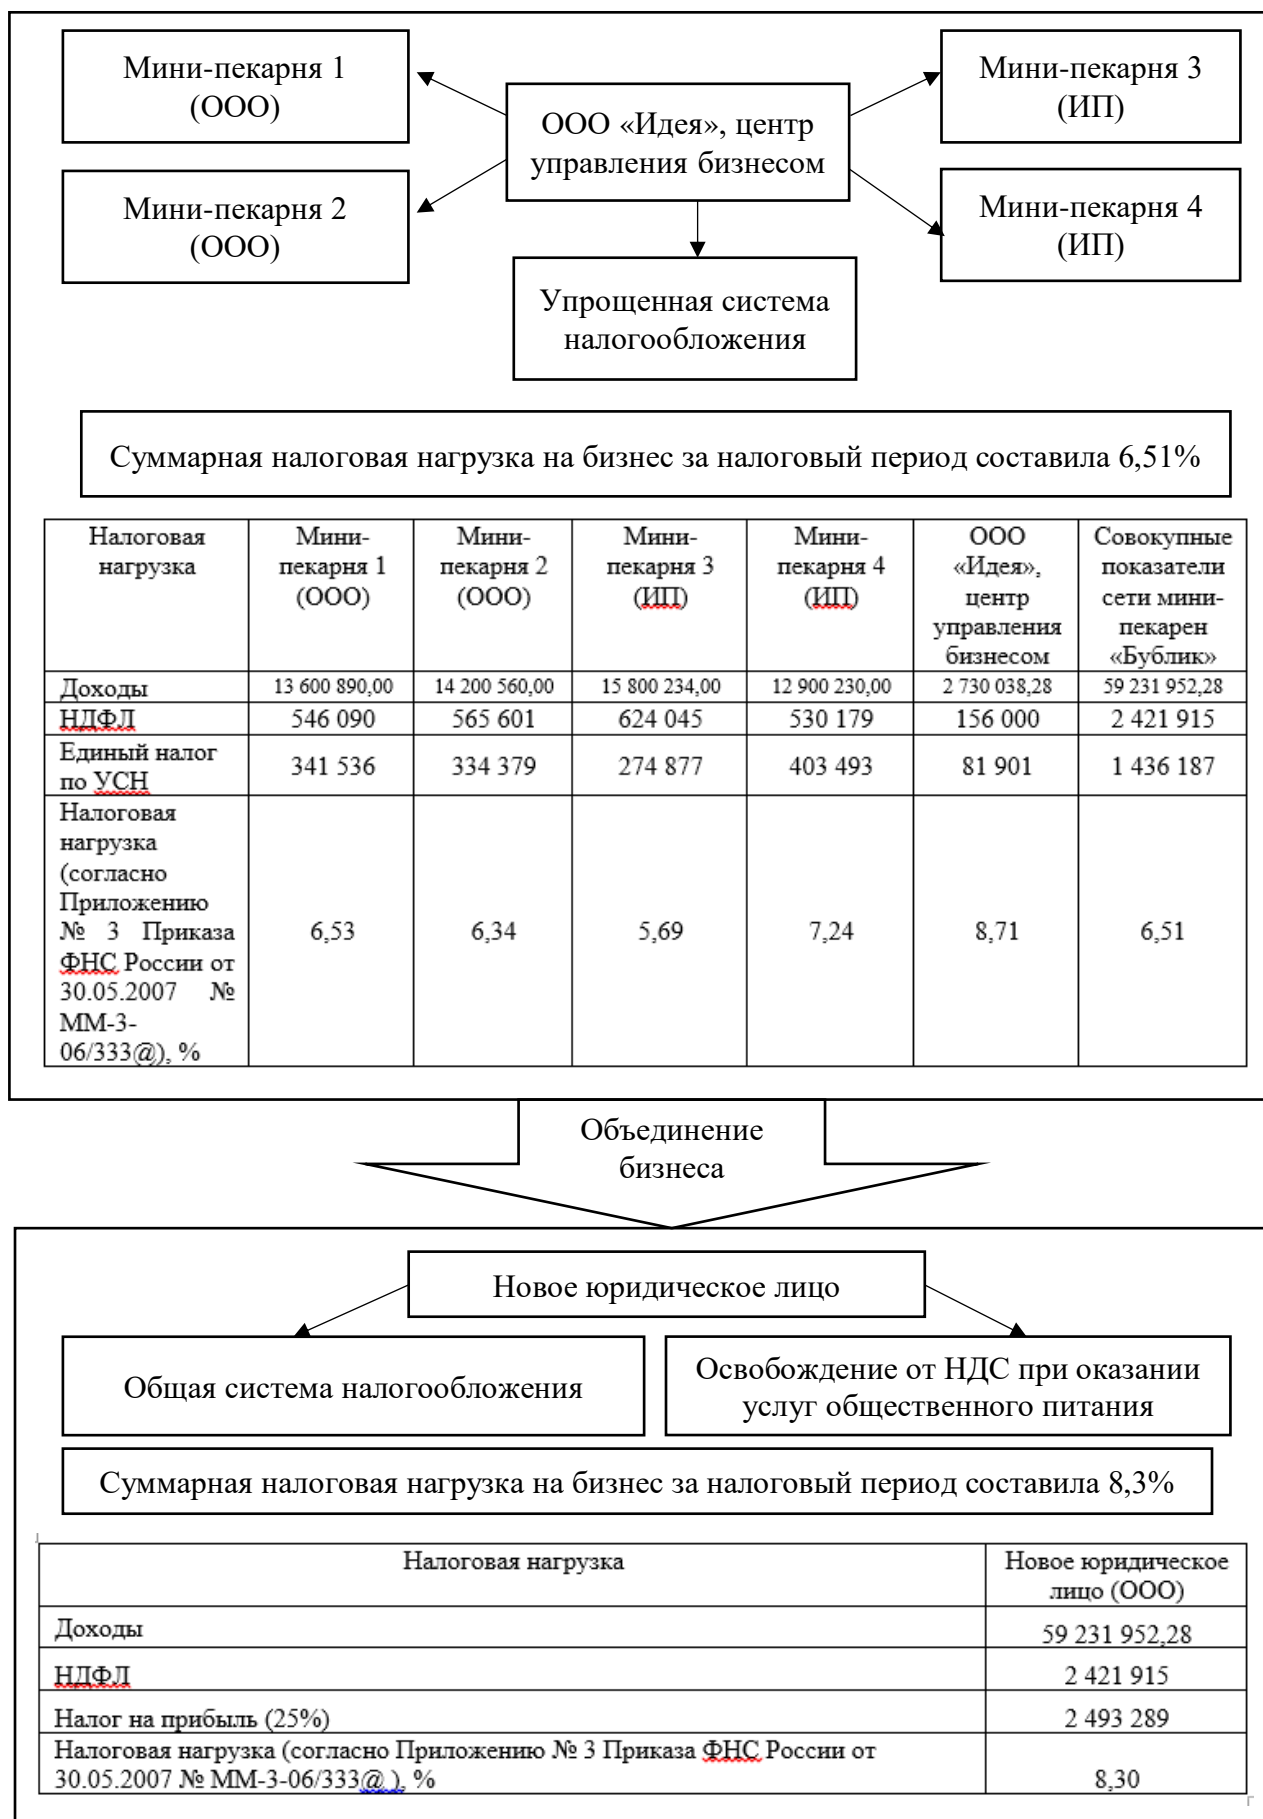 Мини-пекарня 1
(ООО)
Мини-пекарня 3
(ИП)
ООО «Идея», центр
управления бизнесом
Мини-пекарня 2
(ООО)
Мини-пекарня 4
(ИП)
Упрощенная система
налогообложения
Суммарная налоговая нагрузка на бизнес за налоговый период составила 6,51%
Налоговая
нагрузка
Мини-
пекарня 1
(ООО)
Мини-
пекарня 2
(ООО)
Мини-
пекарня 3
(ИП)
Мини-
пекарня 4
(ИП)
ООО
«Идея»,
центр
управления
бизнесом
Совокупные
показатели
сети мини-
пекарен
«Бублик»
Доходы 13 600 890,00 14 200 560,00 15 800 234,00 12 900 230,00 2 730 038,28 59 231 952,28
НДФЛ 546 090 565 601 624 045 530 179 156 000 2 421 915
Единый налог
по УСН
341 536 334 379 274 877 403 493 81 901 1 436 187
Налоговая
нагрузка
(согласно
Приложению
№ 3 Приказа
ФНС России от
30.05.2007 №
ММ-3-
06/333@), %
6,53 6,34 5,69 7,24 8,71 6,51
Объединение
бизнеса
Новое юридическое лицо
Общая система налогообложения
Освобождение от НДС при оказании
услуг общественного питания
Суммарная налоговая нагрузка на бизнес за налоговый период составила 8,3%
Налоговая нагрузка
Новое юридическое
лицо (ООО)
Доходы 59 231 952,28
НДФЛ 2 421 915
Налог на прибыль (25%) 2 493 289
Налоговая нагрузка (согласно Приложению № 3 Приказа ФНС России от
30.05.2007 № ММ-3-06/333@ ), %
8,30